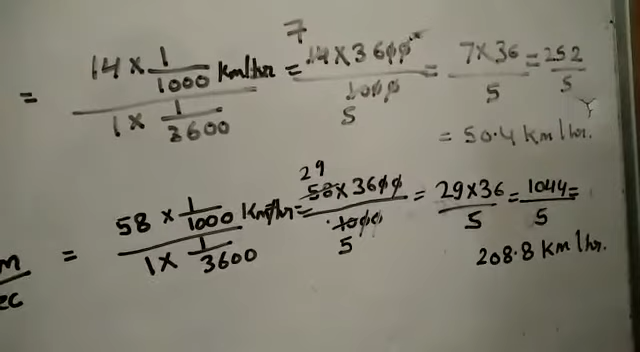 = 14 × 1/1000 km/hr / 1 × 1/3600 = 7 14 × 3600 / 1000 5 = 7 × 36 / 5 = 252 / 5
= 50.4 km/hr.
m/ec = 58 × 1/1000 Km/hr / 1 × 1/3600 = 29 58 × 3600 / 1000 5 = 29 × 36 / 5 = 1044 / 5 =
208.8 km/hr.